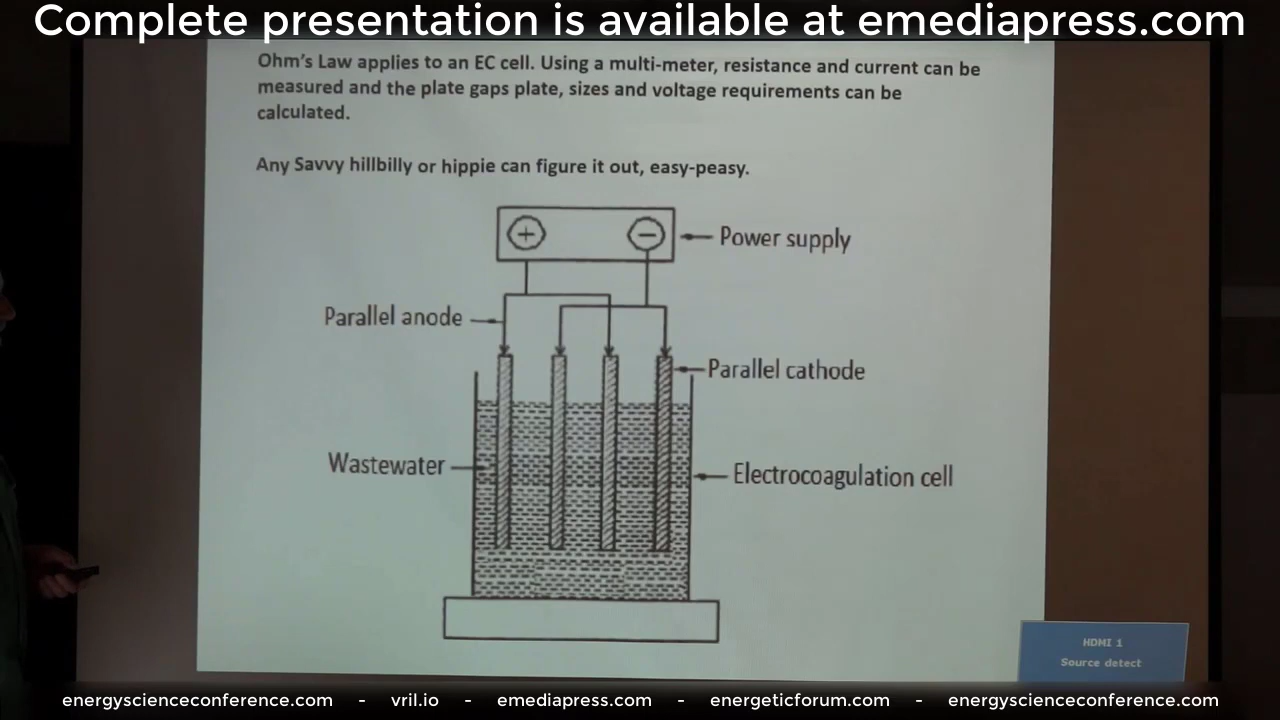 Complete presentation is available at emediapress.com
Ohm's Law applies to an EC cell. Using a multi-meter, resistance and current can be
measured and the plate gaps plate, sizes and voltage requirements can be
calculated.
Any Savvy hillbilly or hippie can figure it out, easy-peasy.
+
−
Power supply
Parallel anode
Parallel cathode
Wastewater
Electrocoagulation cell
HDMI 1
Source detect
energyscienceconference.com - vril.io - emediapress.com - energeticforum.com - energyscienceconference.com